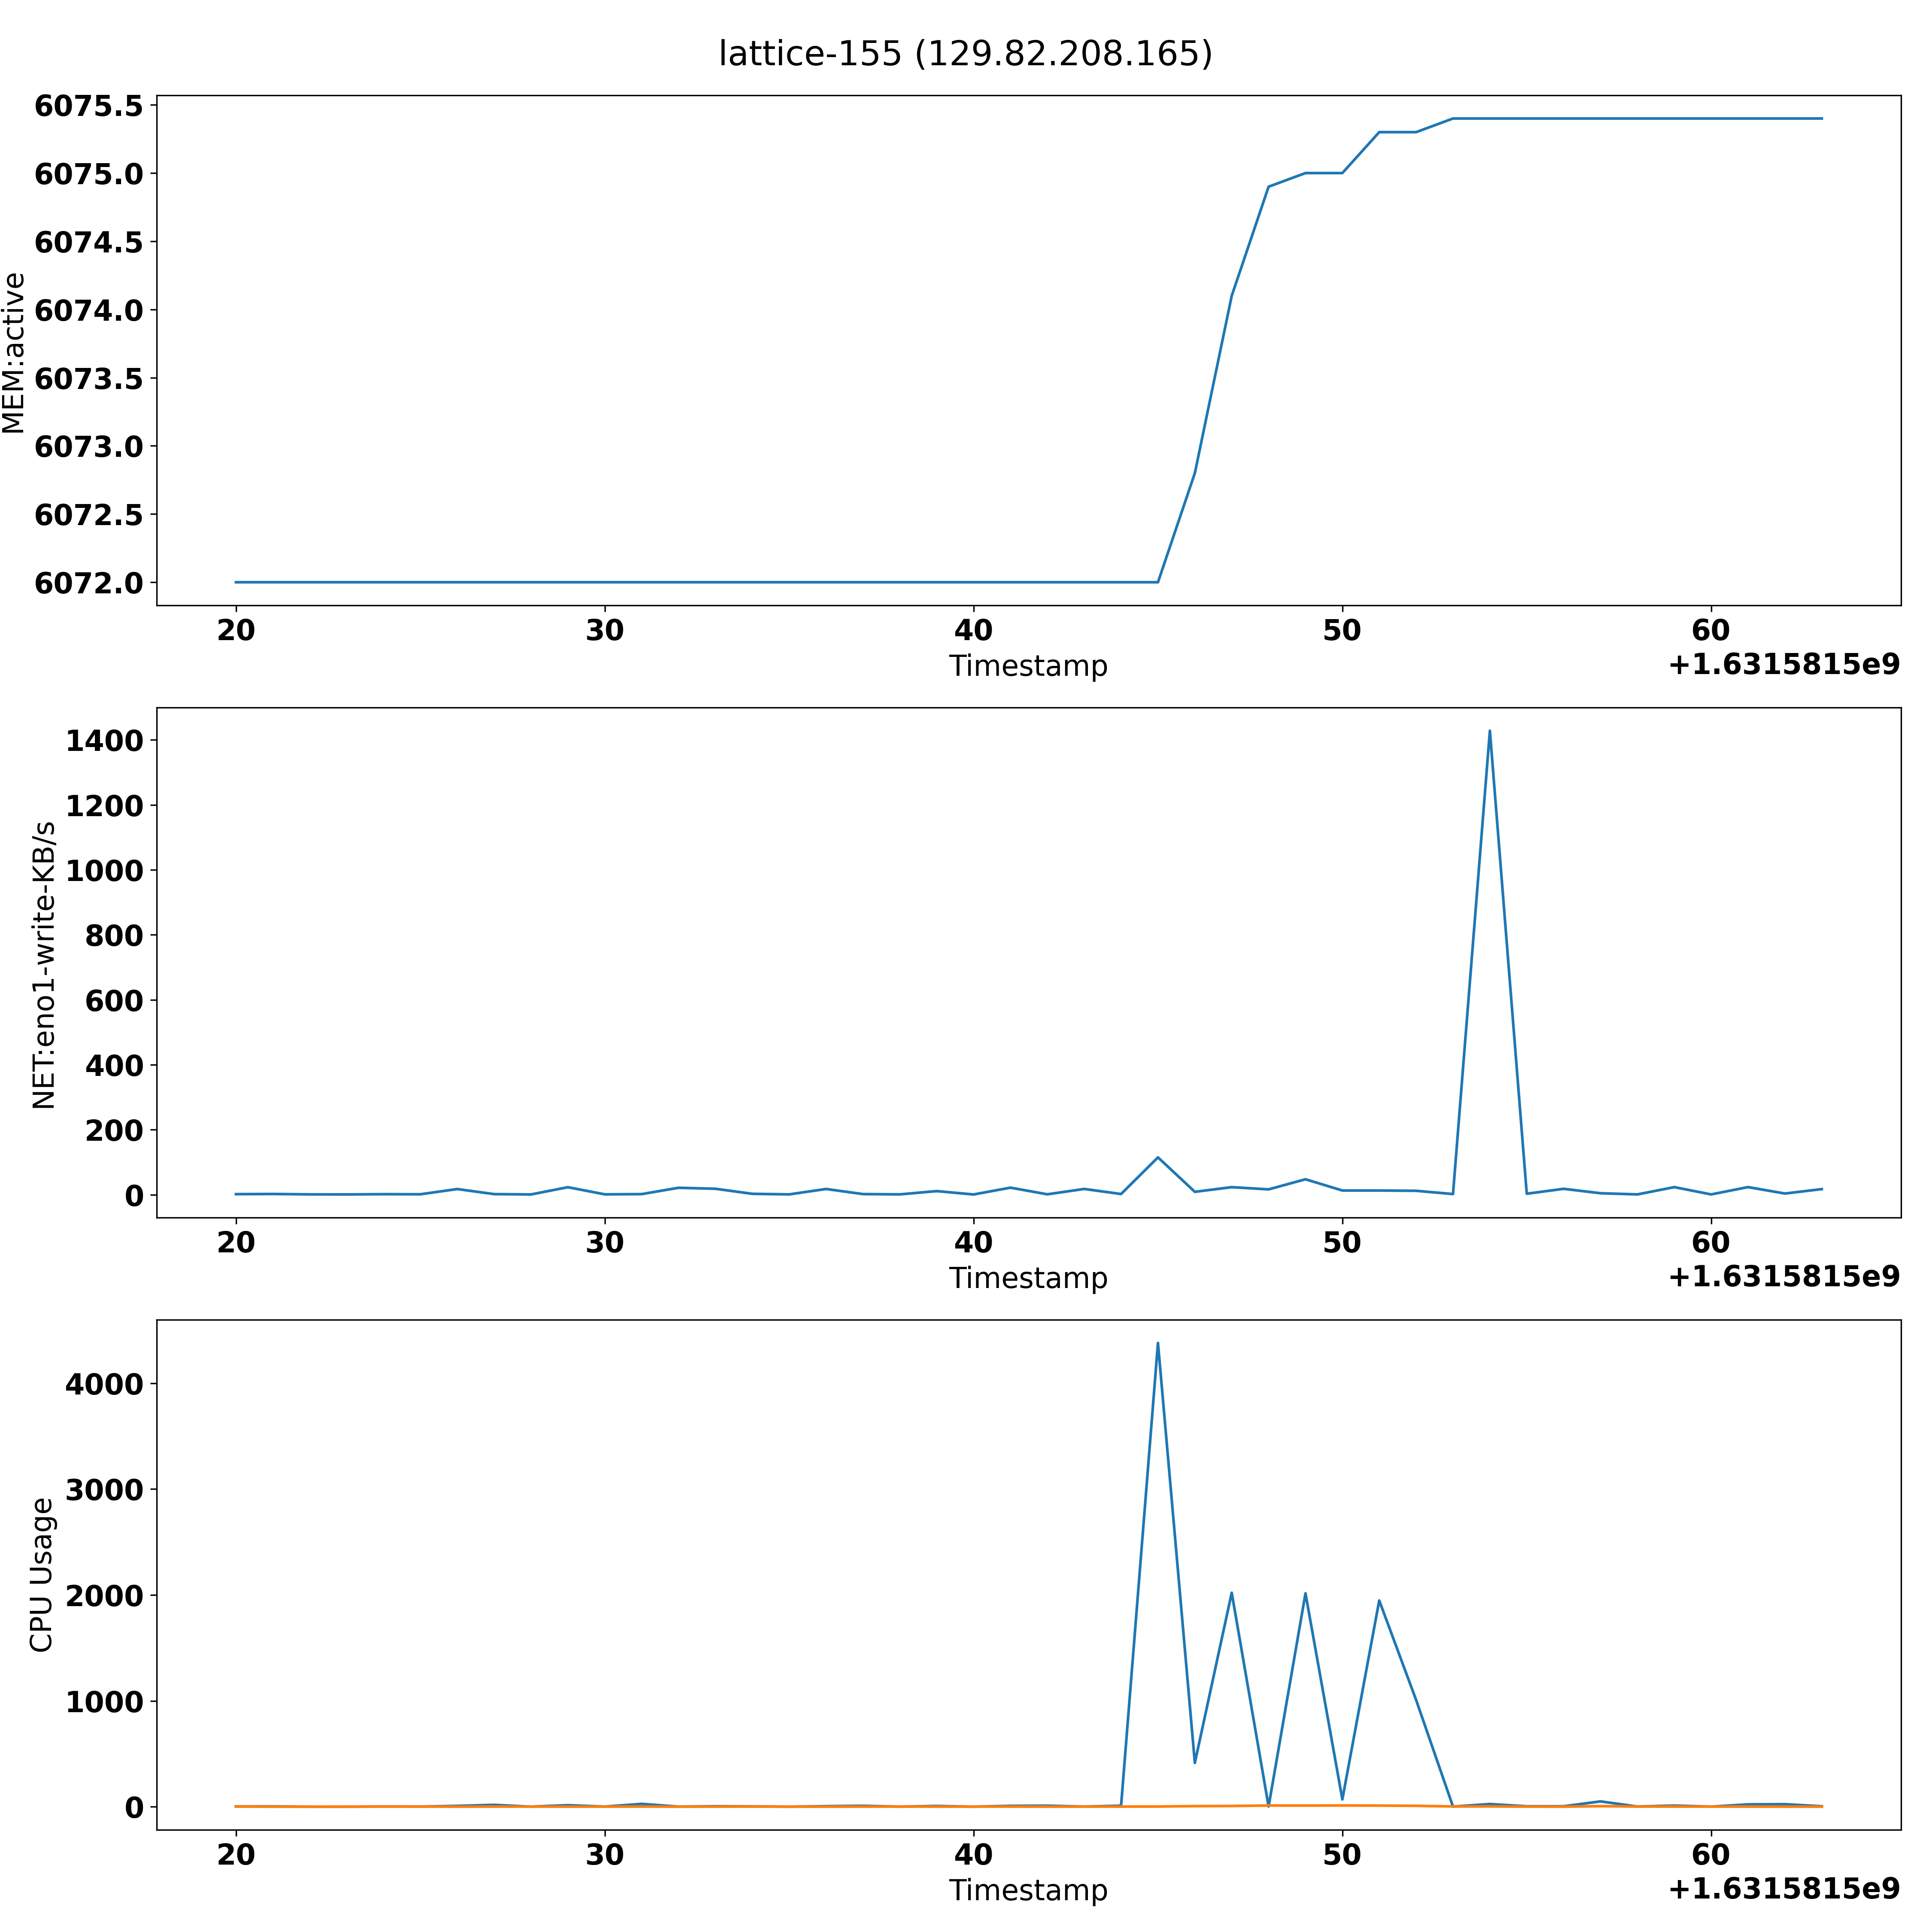 lattice-155 (129.82.208.165)
6075.5
6075.0
6074.5
6074.0
6073.5
6073.0
6072.5
6072.0
MEM:active
20 30 40 50 60
Timestamp
+1.6315815e9
1400
1200
1000
800
600
400
200
0
NET:eno1-write-KB/s
20 30 40 50 60
Timestamp
+1.6315815e9
4000
3000
2000
1000
0
CPU Usage
20 30 40 50 60
Timestamp
+1.6315815e9